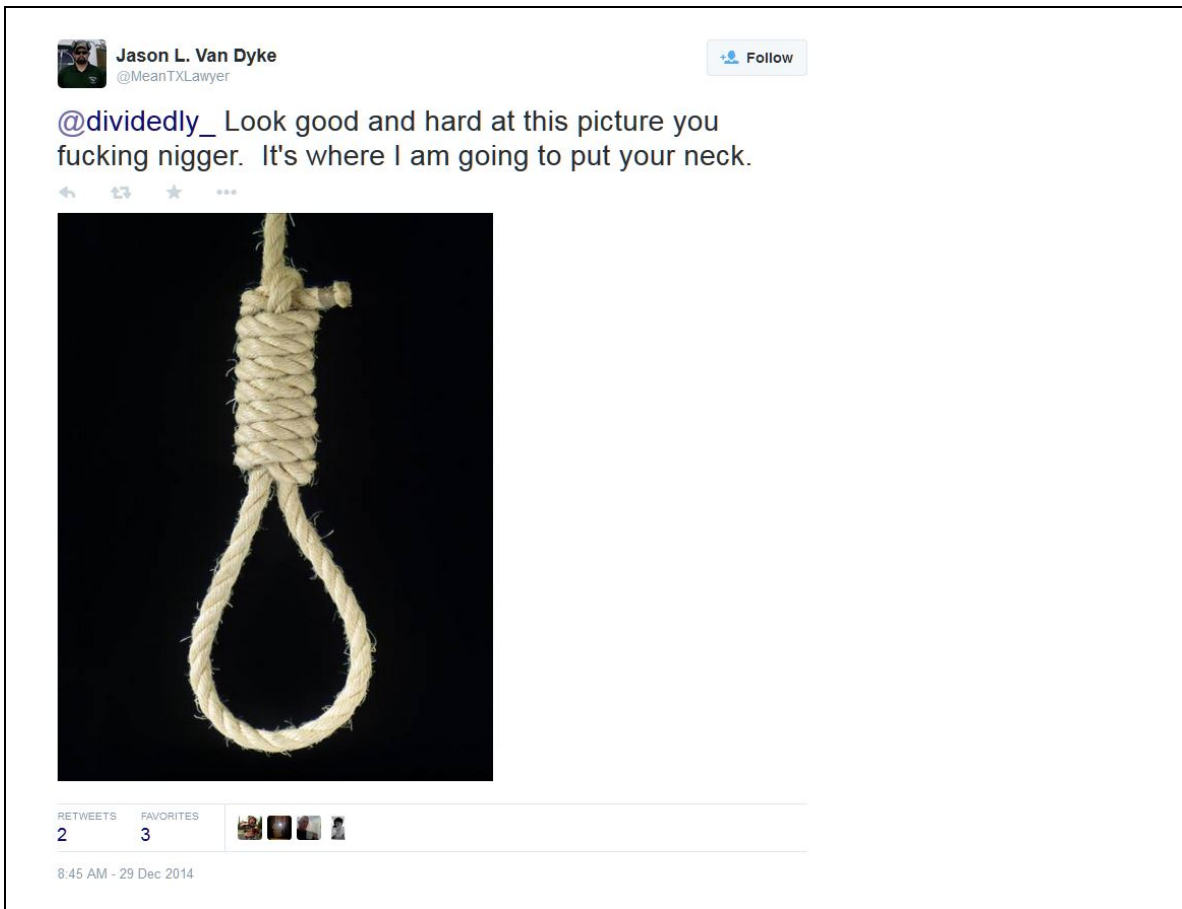 Jason L. Van Dyke
@MeanTXLawyer
Follow
@dividedly_ Look good and hard at this picture you
fucking nigger.  It's where I am going to put your neck.
RETWEETS FAVORITES
2 3
8:45 AM - 29 Dec 2014